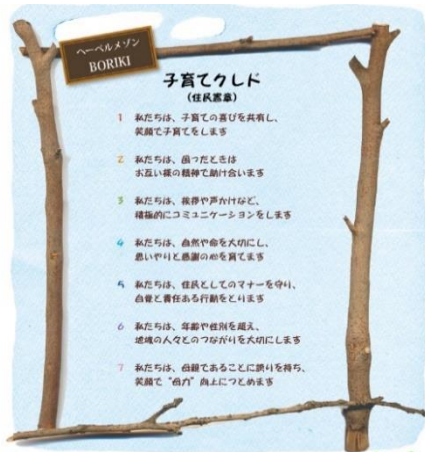 ヘーベルメゾン
BORIKI
子育てクレド
(住民憲章)
1 私たちは、子育ての喜びを共有し、
笑顔で子育てをします
2 私たちは、困ったときは
お互い様の精神で助け合います
3 私たちは、挨拶や声かけなど、
積極的にコミュニケーションをします
4 私たちは、自然や命を大切にし、
思いやりと感謝の心を育てます
5 私たちは、住民としてのマナーを守り、
自覚と責任ある行動をとります
6 私たちは、年齢や性別を超え、
地域の人々とのつながりを大切にします
7 私たちは、母親であることに誇りを持ち、
笑顔で“母力”向上につとめます